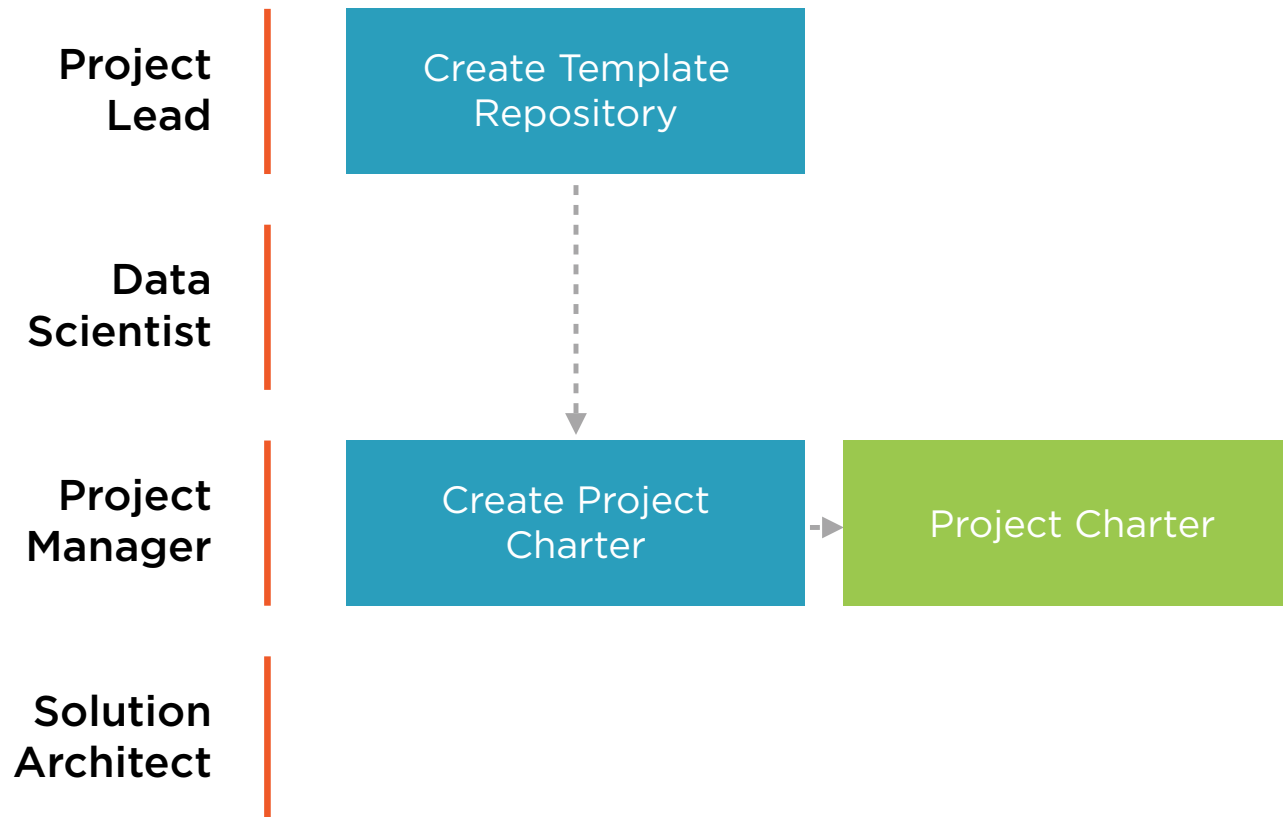 Project
Lead
Create Template
Repository
Data
Scientist
Project
Manager
Create Project
Charter
Project Charter
Solution
Architect